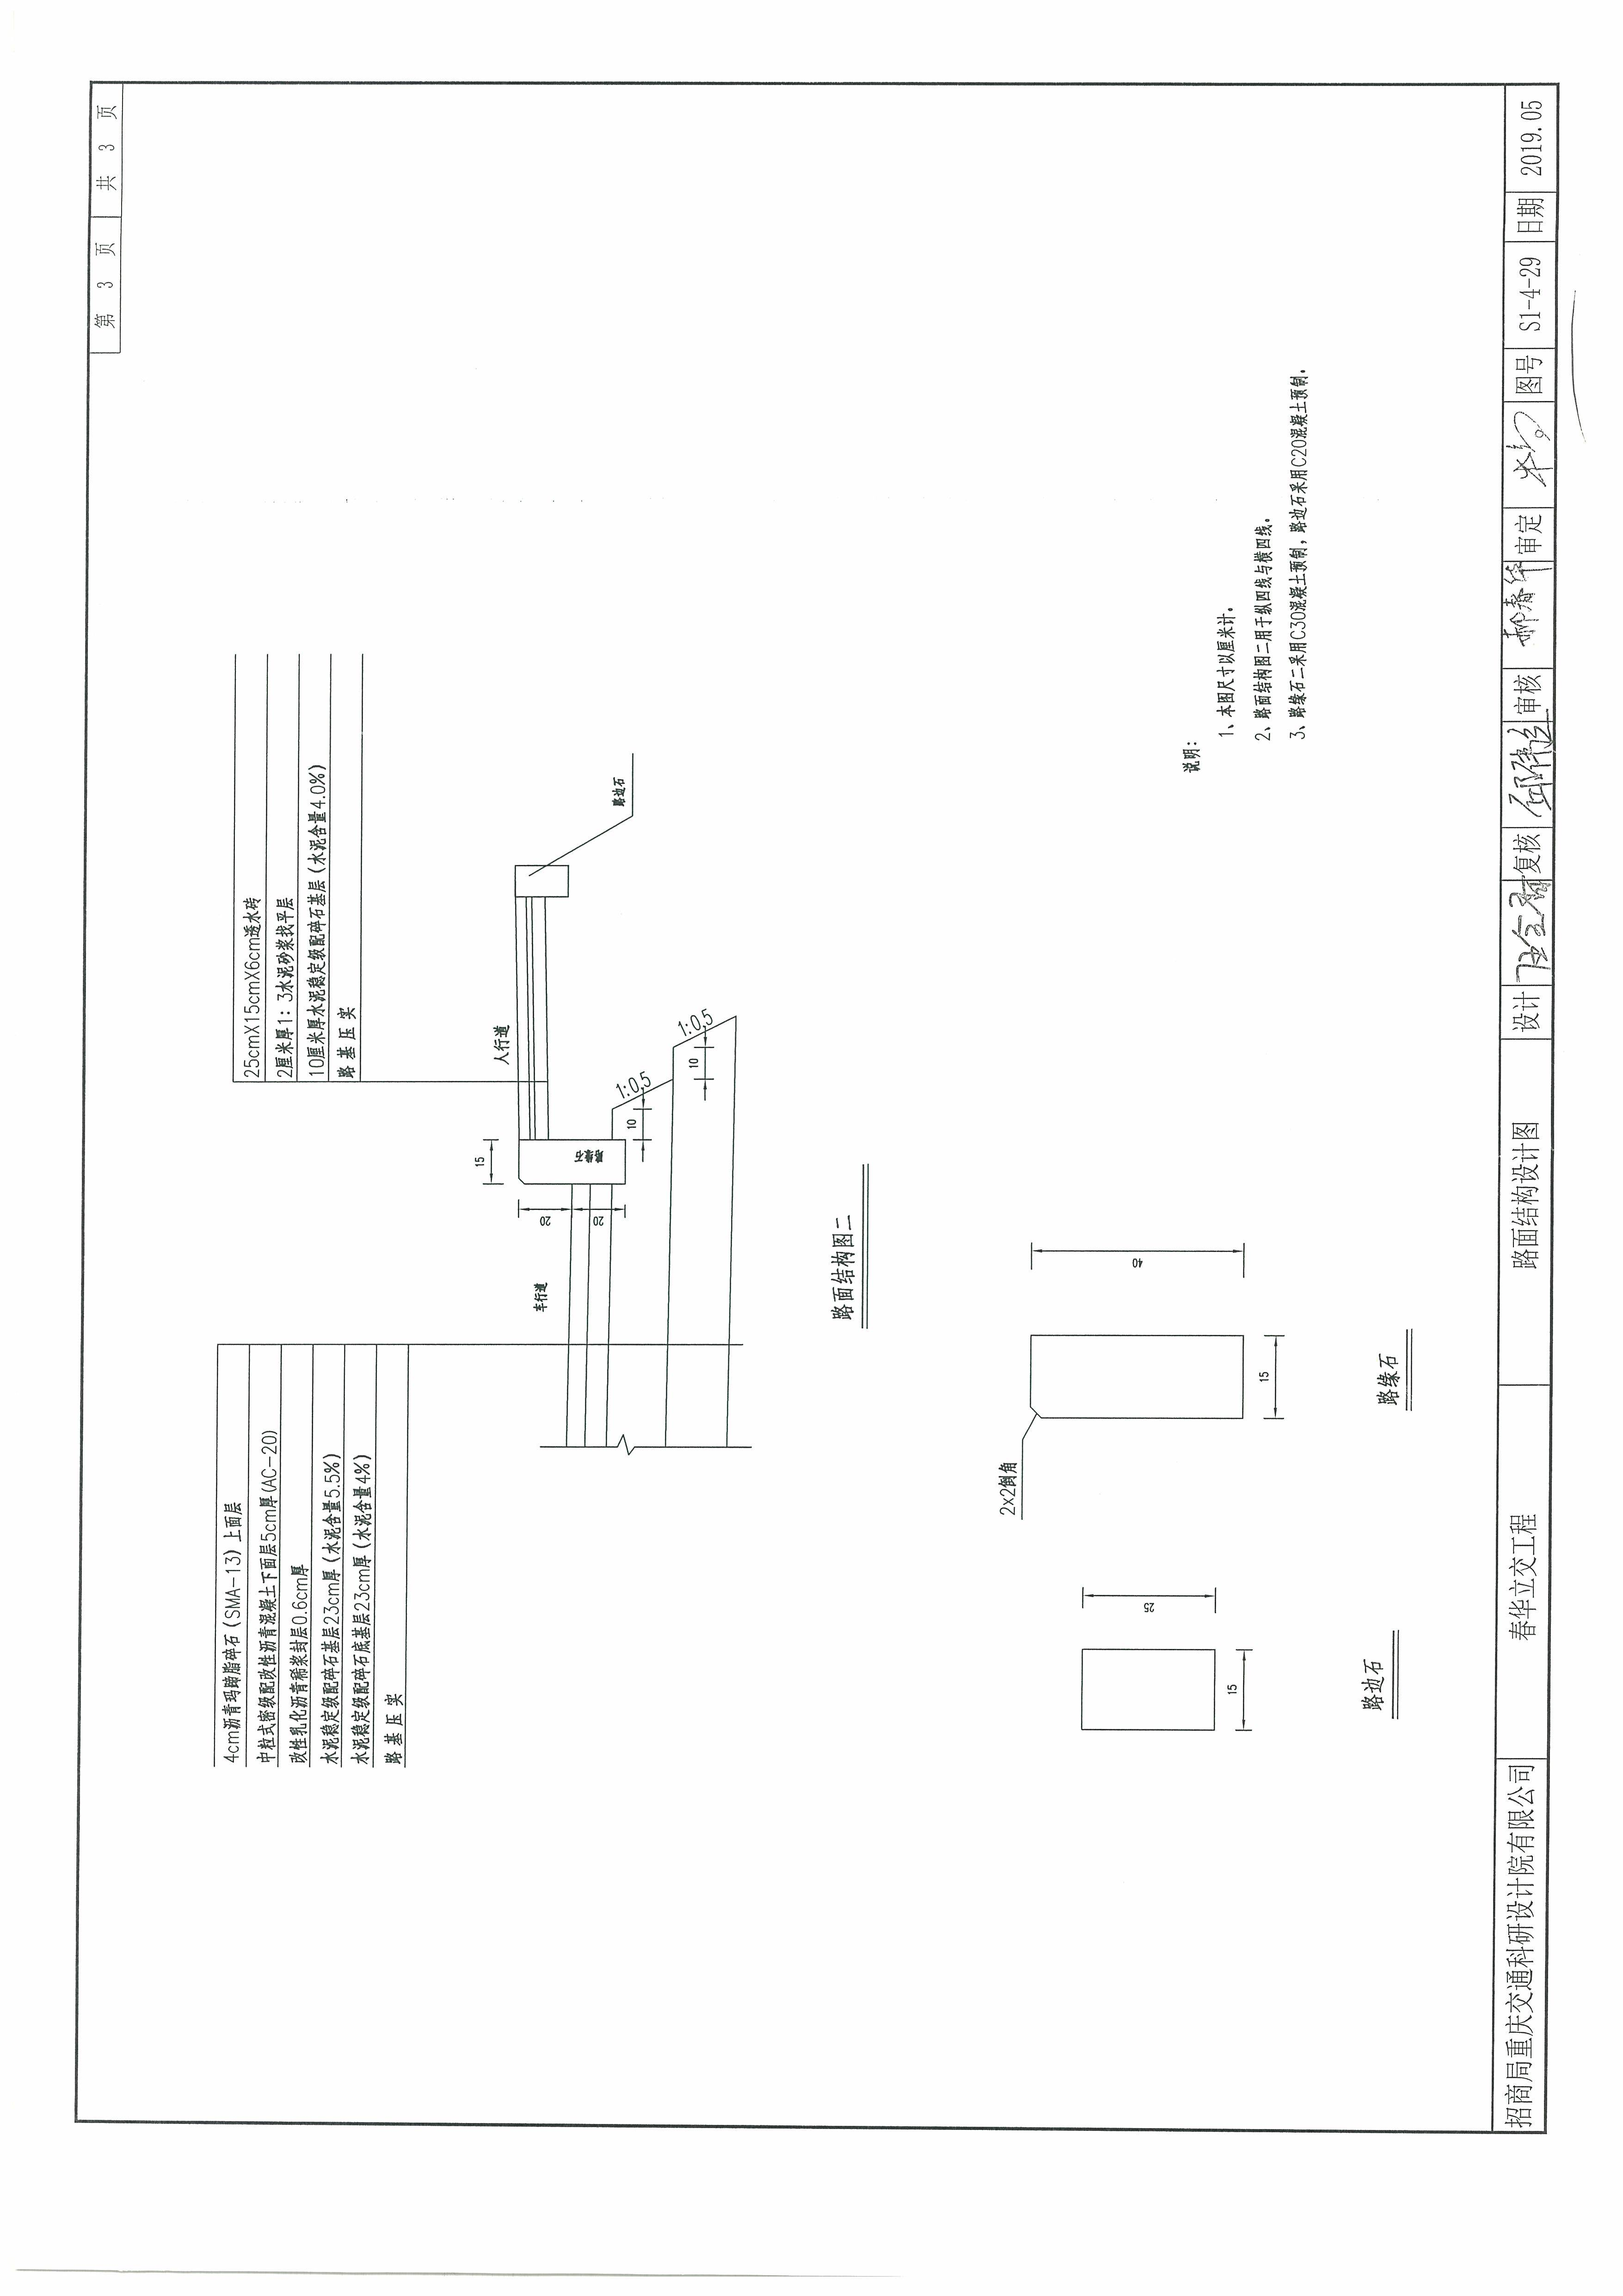 第 3 页 共 3 页
25cmX15cmX6cm透水砖
2厘米厚1：3水泥砂浆找平层
10厘米厚水泥稳定级配碎石基层（水泥含量4.0%）
路 基 压 实
4cm沥青玛蹄脂碎石（SMA-13）上面层
中粒式密级配改性沥青混凝土下面层5cm厚(AC-20)
改性乳化沥青稀浆封层0.6cm厚
水泥稳定级配碎石基层23cm厚（水泥含量5.5%）
水泥稳定级配碎石底基层23cm厚（水泥含量4%）
路 基 压 实
15
人行道
车行道
20
20
路缘石
路边石
1:0.5
10
1:0.5
10
路面结构图二
2x2倒角
40
15
路缘石
25
15
路边石
说明：
1、本图尺寸以厘米计。
2、路面结构图二用于纵四线与横四线。
3、路缘石二采用C30混凝土预制，路边石采用C20混凝土预制。
招商局重庆交通科研设计院有限公司 春华立交工程 路面结构设计图 设计 复核 审核 审定 图号 S1-4-29 日期 2019.05